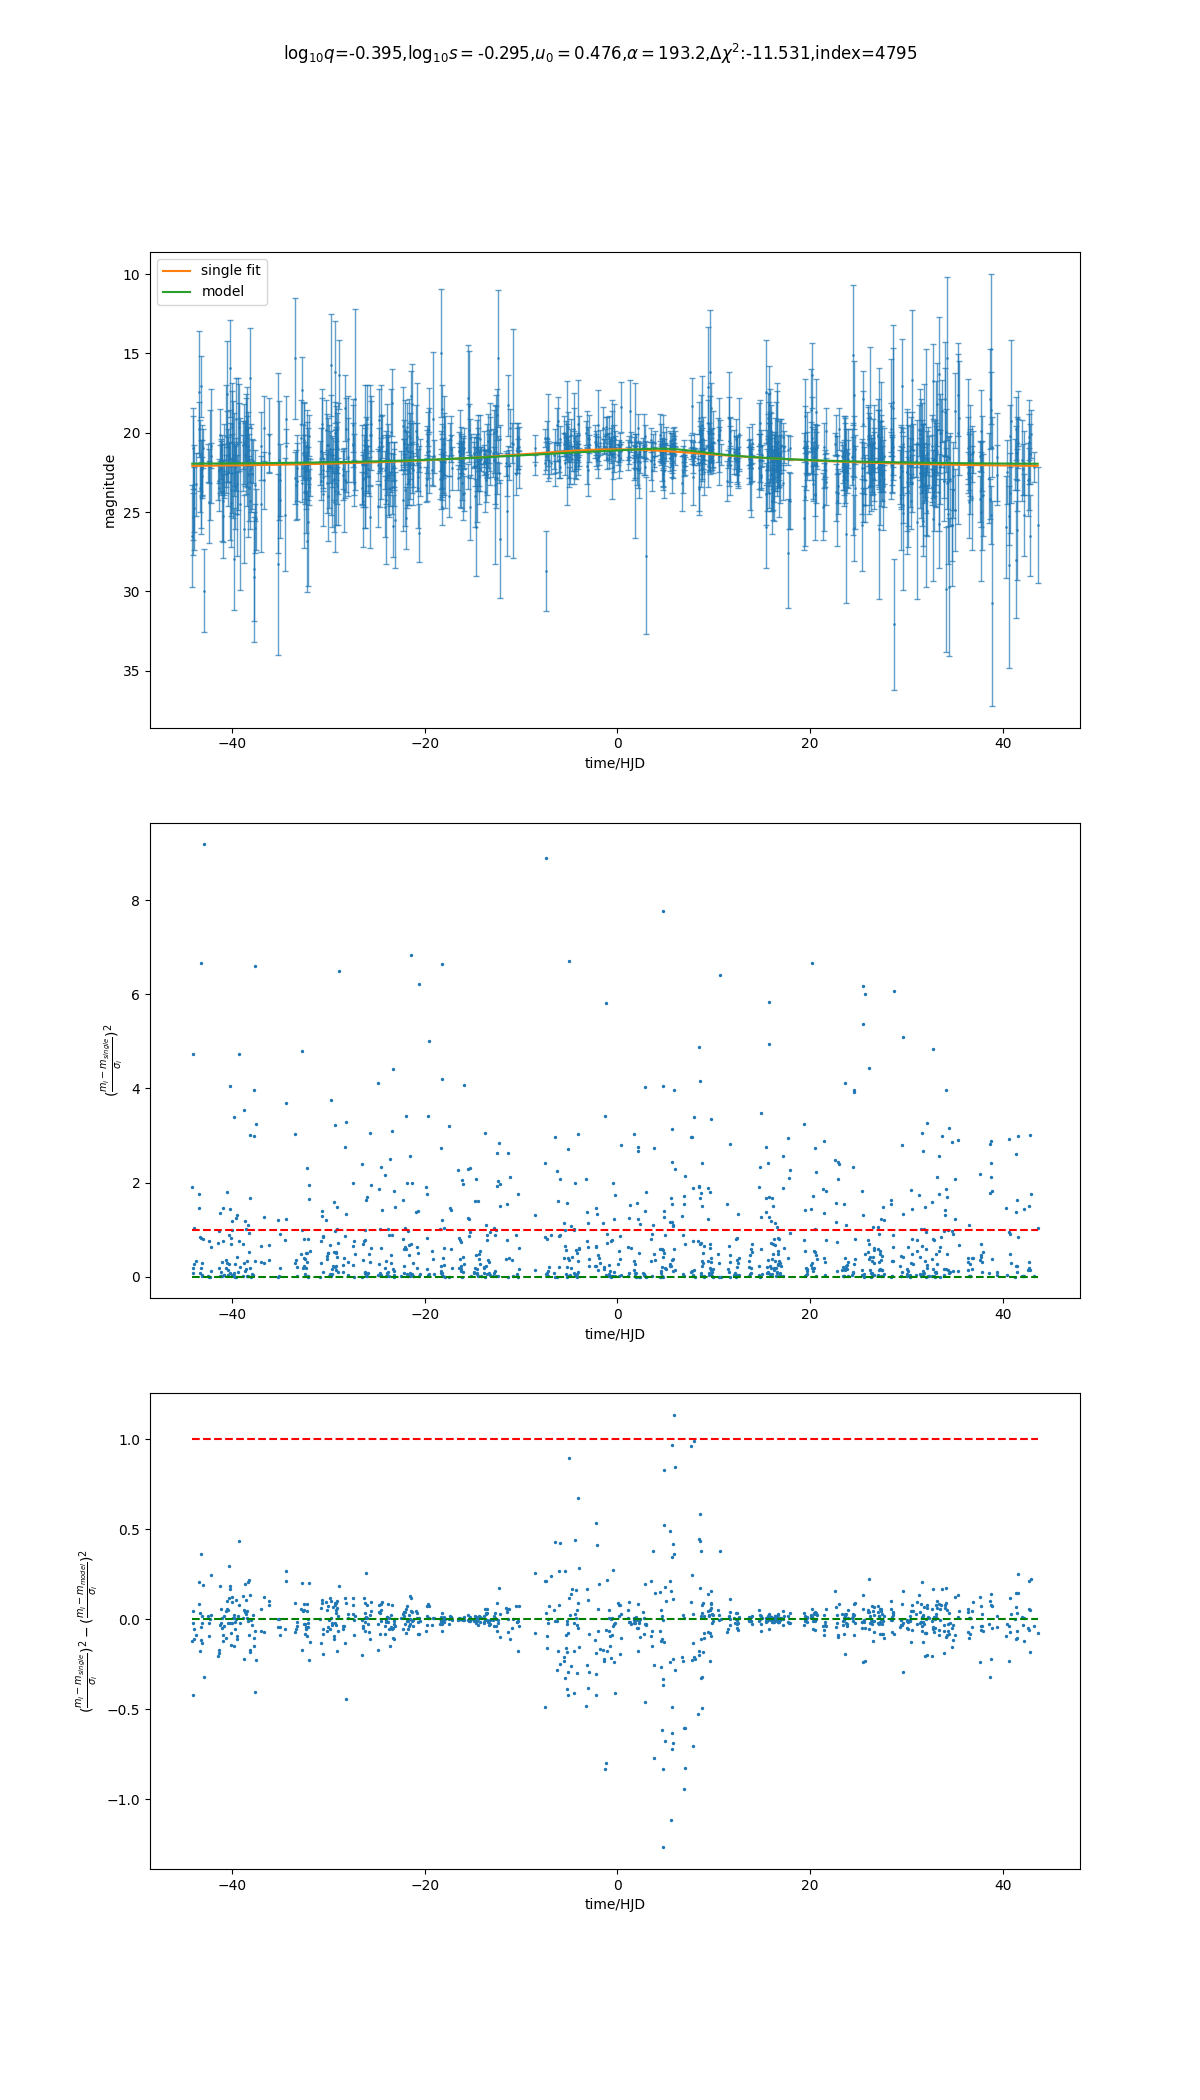 log₁₀q=-0.395,log₁₀s = -0.295,u₀ = 0.476,α = 193.2,Δχ²:-11.531,index=4795
single fit
model
10
15
20
25
30
35
magnitude
−40 −20 0 20 40
time/HJD
8
6
4
2
0
(mᵢ − m_single / σᵢ)²
−40 −20 0 20 40
time/HJD
1.0
0.5
0.0
−0.5
−1.0
(mᵢ − m_single / σᵢ)² − (mᵢ − m_model / σᵢ)²
−40 −20 0 20 40
time/HJD